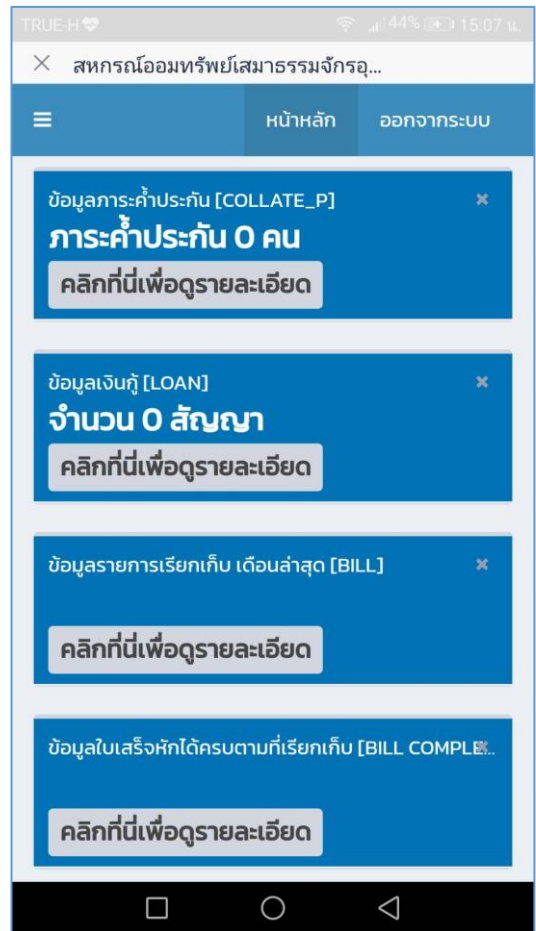 TRUE-H 44% 15:07 น.
สหกรณ์ออมทรัพย์เสมาธรรมจักรอุ...
หน้าหลัก ออกจากระบบ
ข้อมูลภาระค้ำประกัน [COLLATE_P]
ภาระค้ำประกัน 0 คน
คลิกที่นี่เพื่อดูรายละเอียด
ข้อมูลเงินกู้ [LOAN]
จำนวน 0 สัญญา
คลิกที่นี่เพื่อดูรายละเอียด
ข้อมูลรายการเรียกเก็บ เดือนล่าสุด [BILL]
คลิกที่นี่เพื่อดูรายละเอียด
ข้อมูลใบเสร็จหักได้ครบตามที่เรียกเก็บ [BILL COMPLE...
คลิกที่นี่เพื่อดูรายละเอียด